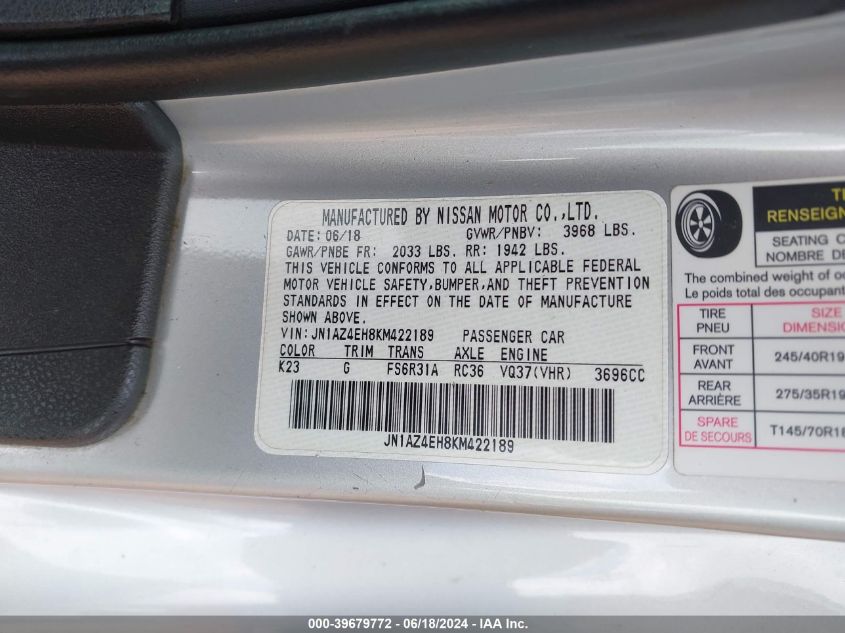 MANUFACTURED BY NISSAN MOTOR CO.,LTD.
DATE: 06/18 GVWR/PNBV: 3968 LBS.
GAWR/PNBE FR: 2033 LBS. RR: 1942 LBS.
THIS VEHICLE CONFORMS TO ALL APPLICABLE FEDERAL
MOTOR VEHICLE SAFETY,BUMPER,AND THEFT PREVENTION
STANDARDS IN EFFECT ON THE DATE OF MANUFACTURE
SHOWN ABOVE.
VIN: JN1AZ4EH8KM422189 PASSENGER CAR
COLOR TRIM TRANS AXLE ENGINE
K23 G FS6R31A RC36 VQ37(VHR) 3696CC
JN1AZ4EH8KM422189
RENSEIGN
SEATING C
NOMBRE DE
The combined weight of oc
Le poids total des occupant
TIRE PNEU SIZE DIMENSIO
FRONT AVANT 245/40R19
REAR ARRIÈRE 275/35R19
SPARE DE SECOURS T145/70R18
000-39679772 - 06/18/2024 - IAA Inc.